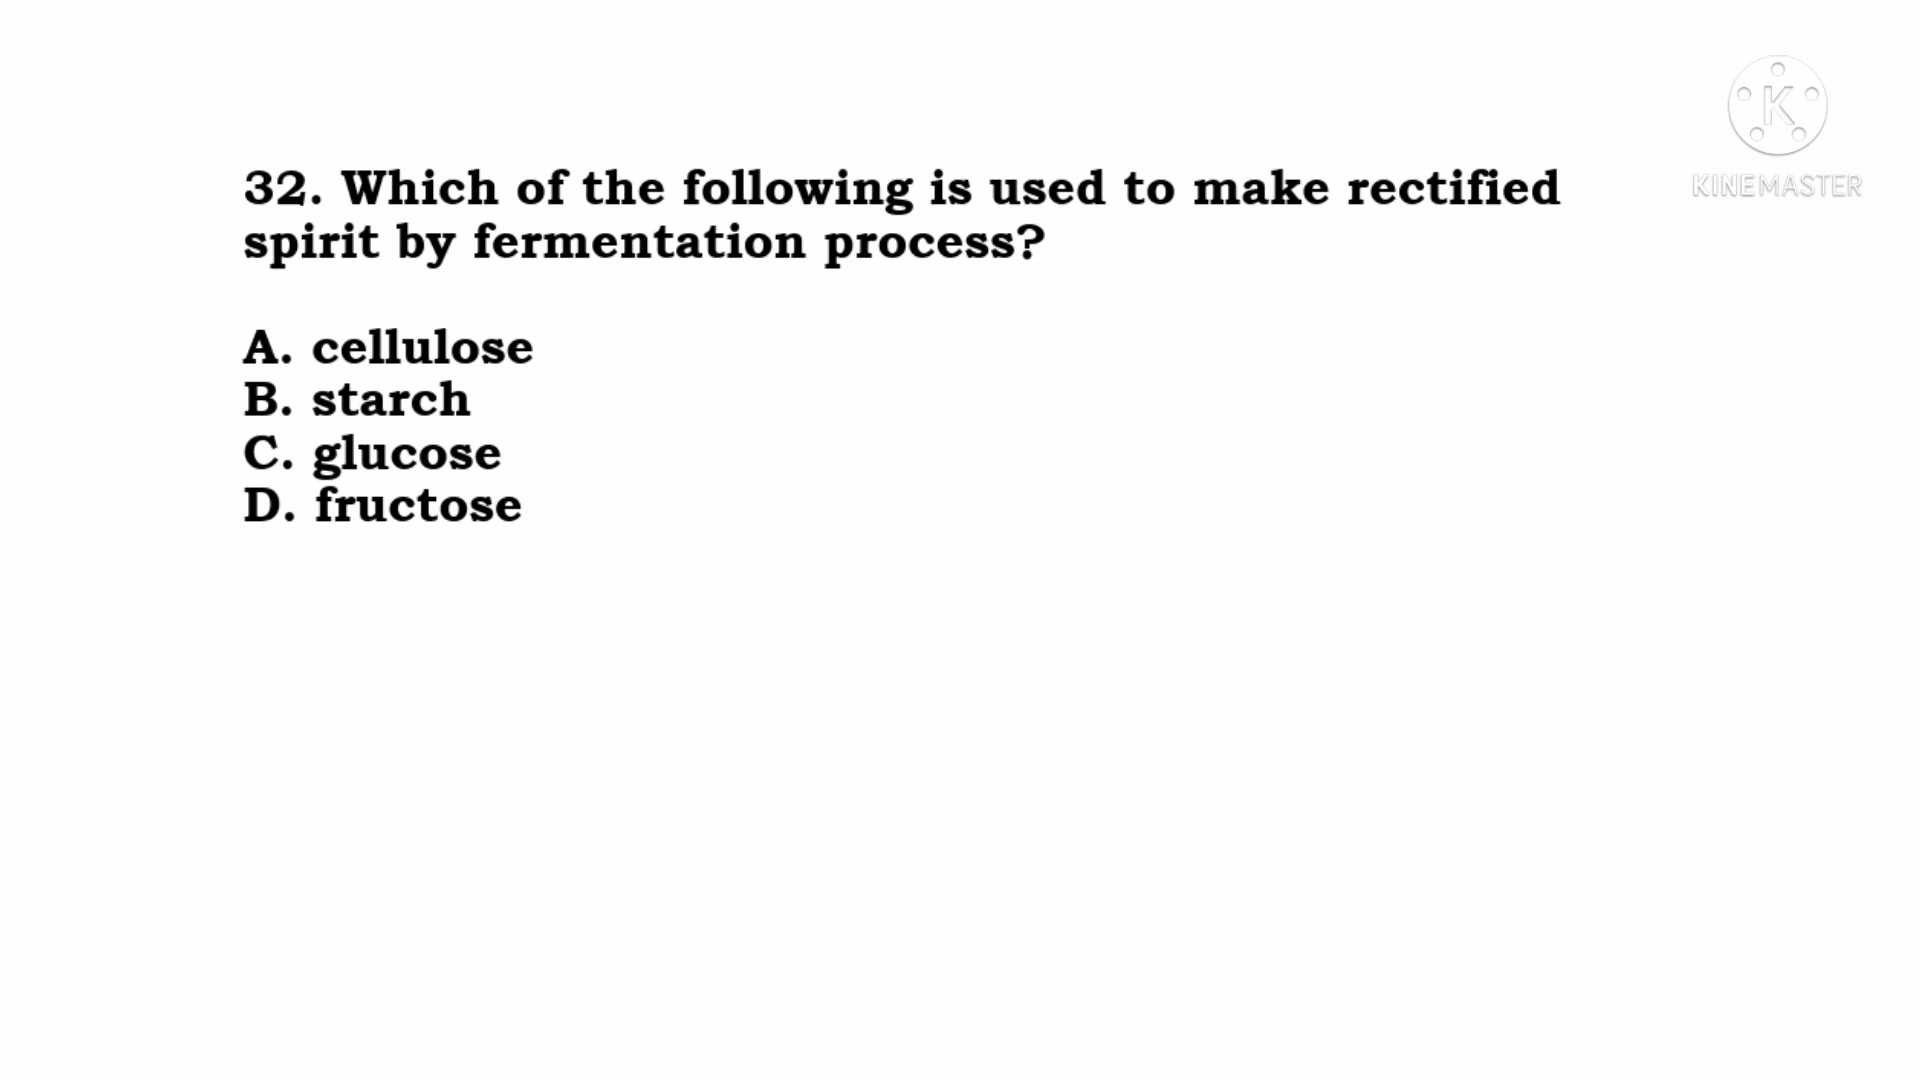 32. Which of the following is used to make rectified
spirit by fermentation process?
A. cellulose
B. starch
C. glucose
D. fructose
K
KINEMASTER